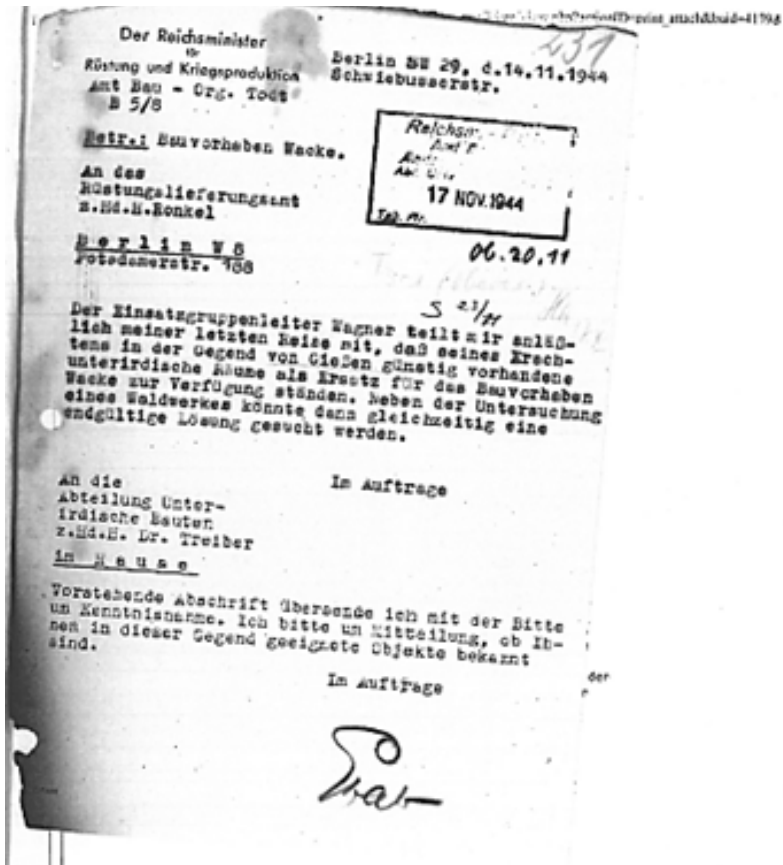 231
Der Reichsminister
für
Rüstung und Kriegsproduktion
Amt Bau - Org. Todt
B 5/8
Berlin NW 29, d.14.11.1944
Schwiebusserstr.
Betr.: Bauvorhaben Wacke.
An das
Rüstungslieferungsamt
z.Hd.H.Ronkel
Berlin W 8
Potsdamerstr. 188
17 NOV.1944
06.20.11
S 23/11
Der Einsatzgruppenleiter Wagner teilt mir anläß-
lich meiner letzten Reise mit, daß seines Erach-
tens in der Gegend von Gießen günstig vorhandene
unterirdische Räume als Ersatz für das Bauvorhaben
Wacke zur Verfügung ständen. Neben der Untersuchung
eines Waldwerkes könnte dann gleichzeitig eine
endgültige Lösung gesucht werden.
Im Auftrage
An die
Abteilung Unter-
irdische Bauten
z.Hd.H. Dr. Treiber
im Hause
Vorstehende Abschrift übersende ich mit der Bitte
um Kenntnisnahme. Ich bitte um Mitteilung, ob Ih-
nen in dieser Gegend geeignete Objekte bekannt
sind.
Im Auftrage
der